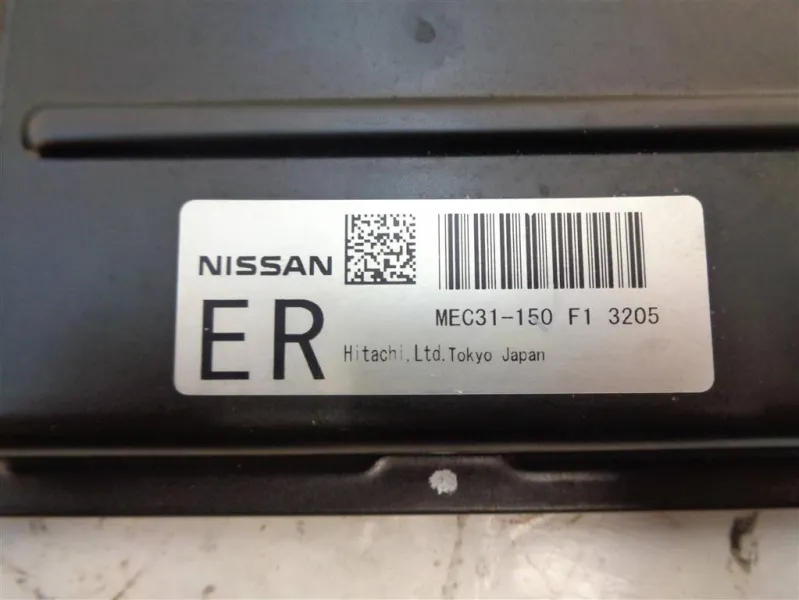 NISSAN
ER
MEC31-150 F1 3205
Hitachi,Ltd.Tokyo Japan